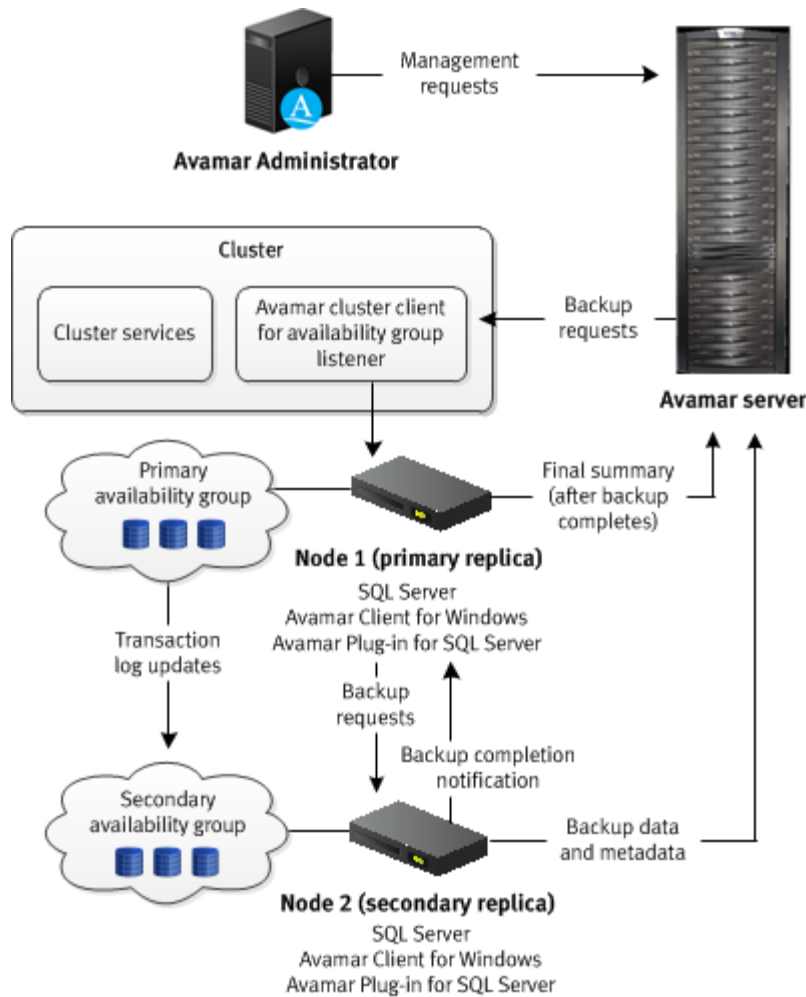 Management
requests
A
Avamar Administrator
Cluster
Cluster services
Avamar cluster client
for availability group
listener
Backup
requests
Avamar server
Primary
availability group
Final summary
(after backup
completes)
Node 1 (primary replica)
SQL Server
Avamar Client for Windows
Avamar Plug-in for SQL Server
Transaction
log updates
Backup
requests
Backup completion
notification
Secondary
availability group
Backup data
and metadata
Node 2 (secondary replica)
SQL Server
Avamar Client for Windows
Avamar Plug-in for SQL Server